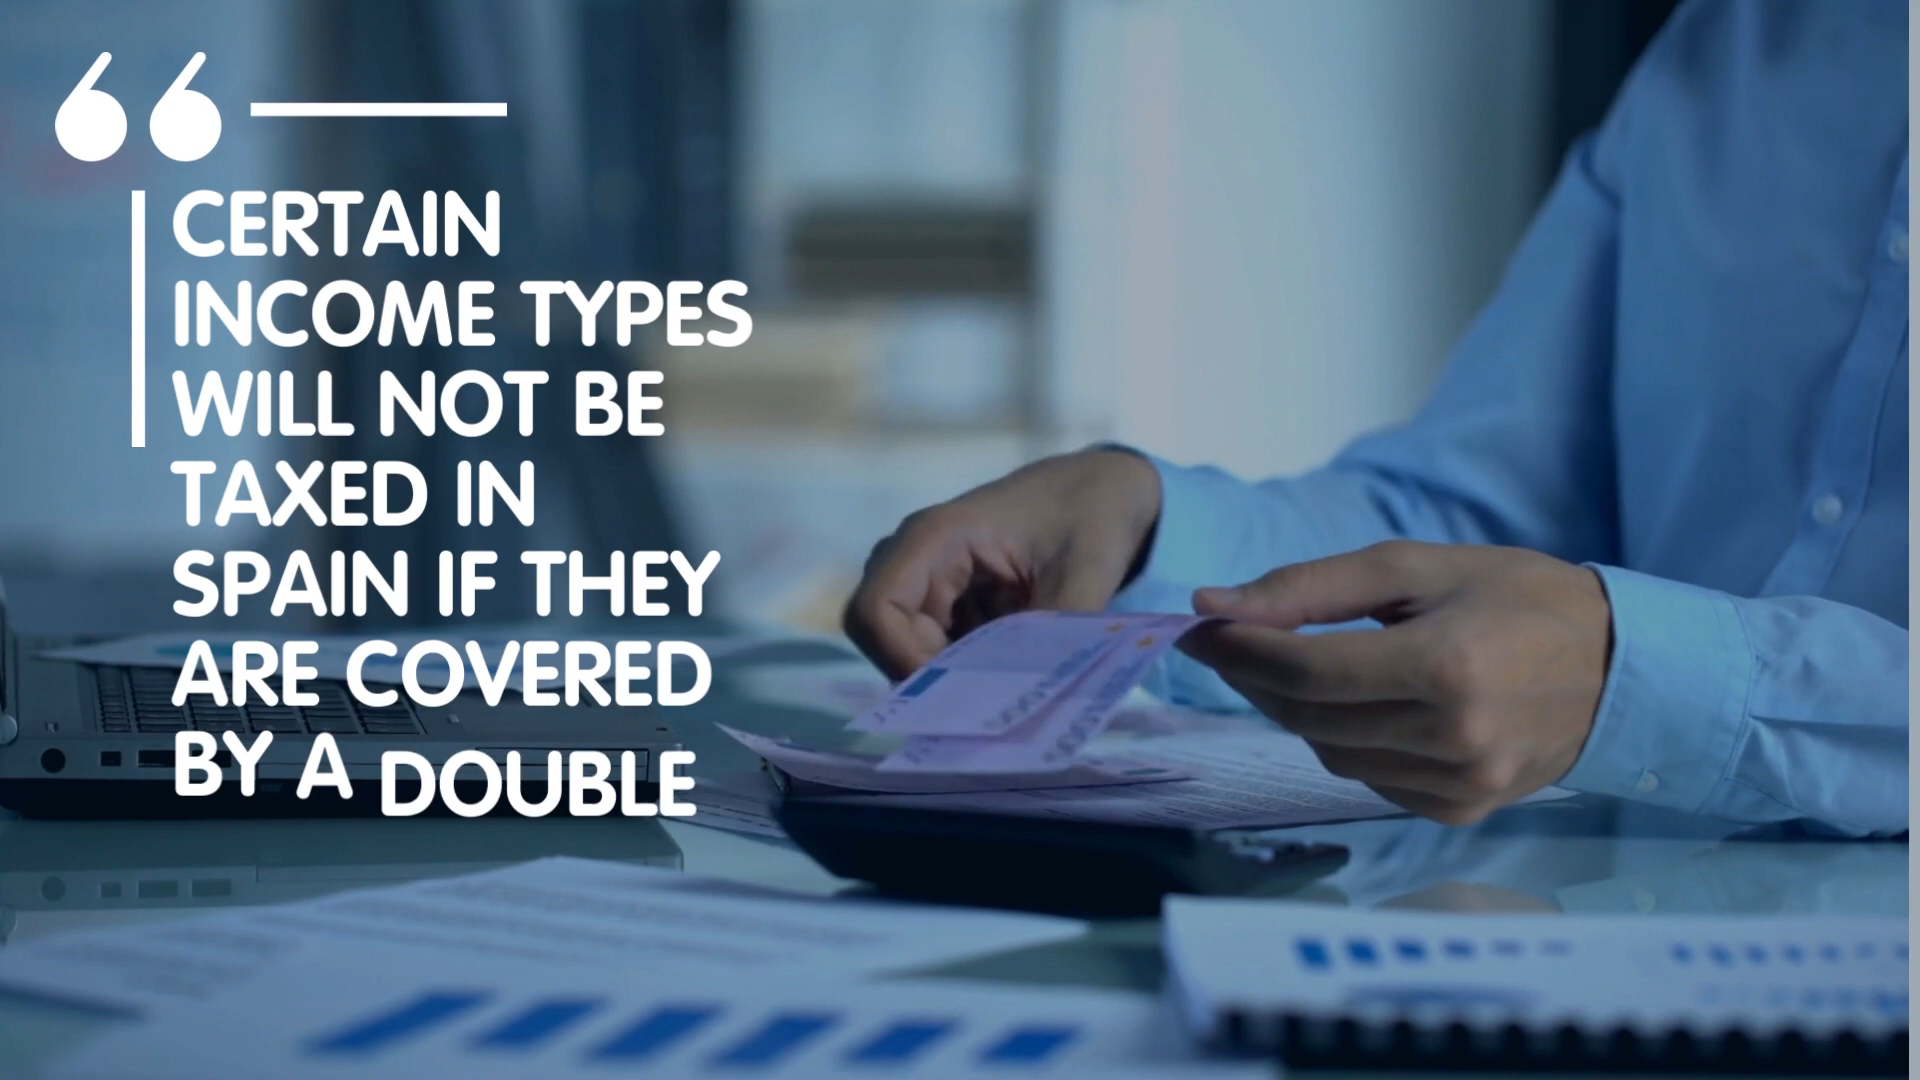 “
CERTAIN
INCOME TYPES
WILL NOT BE
TAXED IN
SPAIN IF THEY
ARE COVERED
BY A DOUBLE